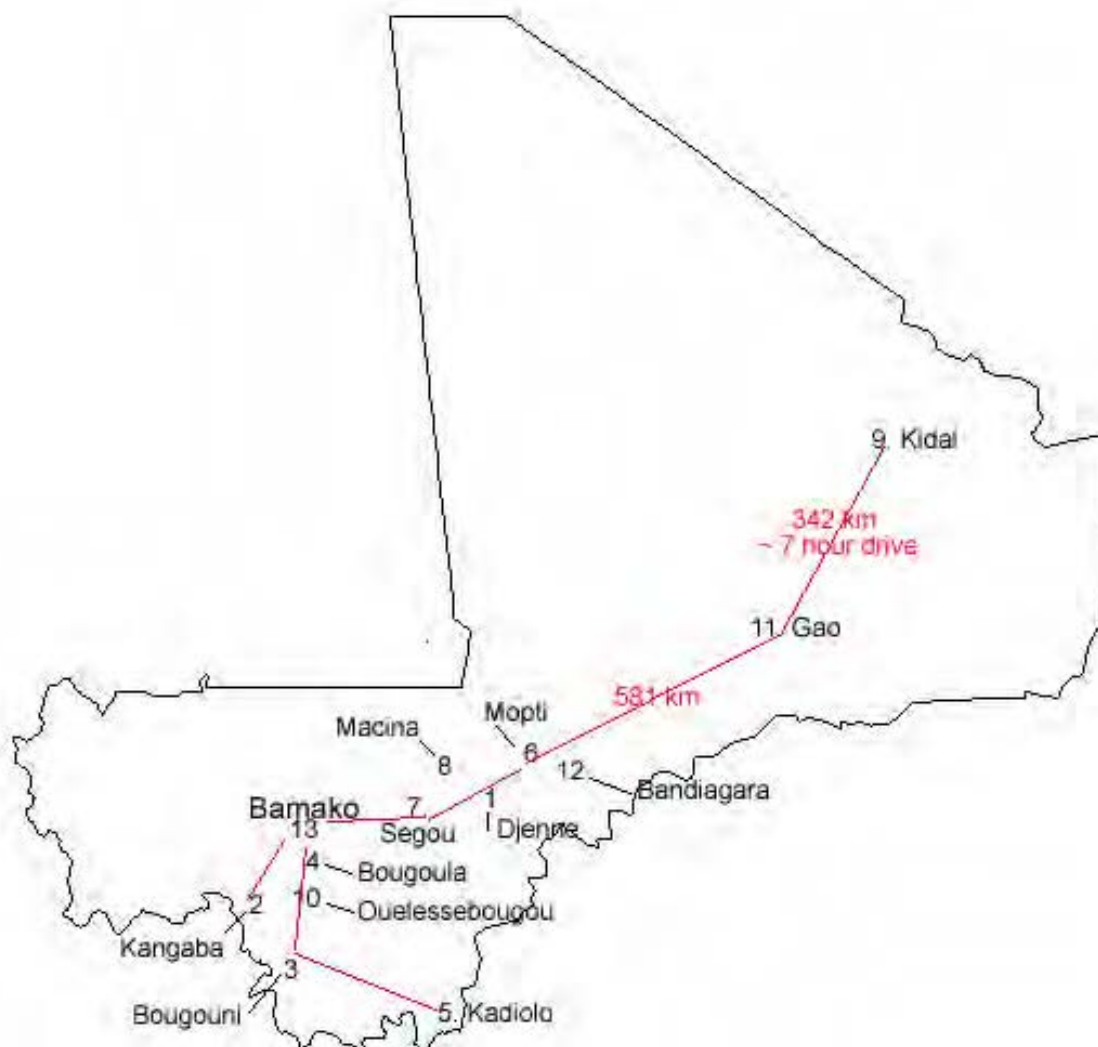 9. Kidal
342 km
~ 7 hour drive
11. Gao
581 km
Mopti
Macina
6
8
12
Bandiagara
1
Djenne
7
Segou
Bamako
13
4
Bougoula
10
Ouelessebougou
2
Kangaba
3
Bougouni
5. Kadiolo